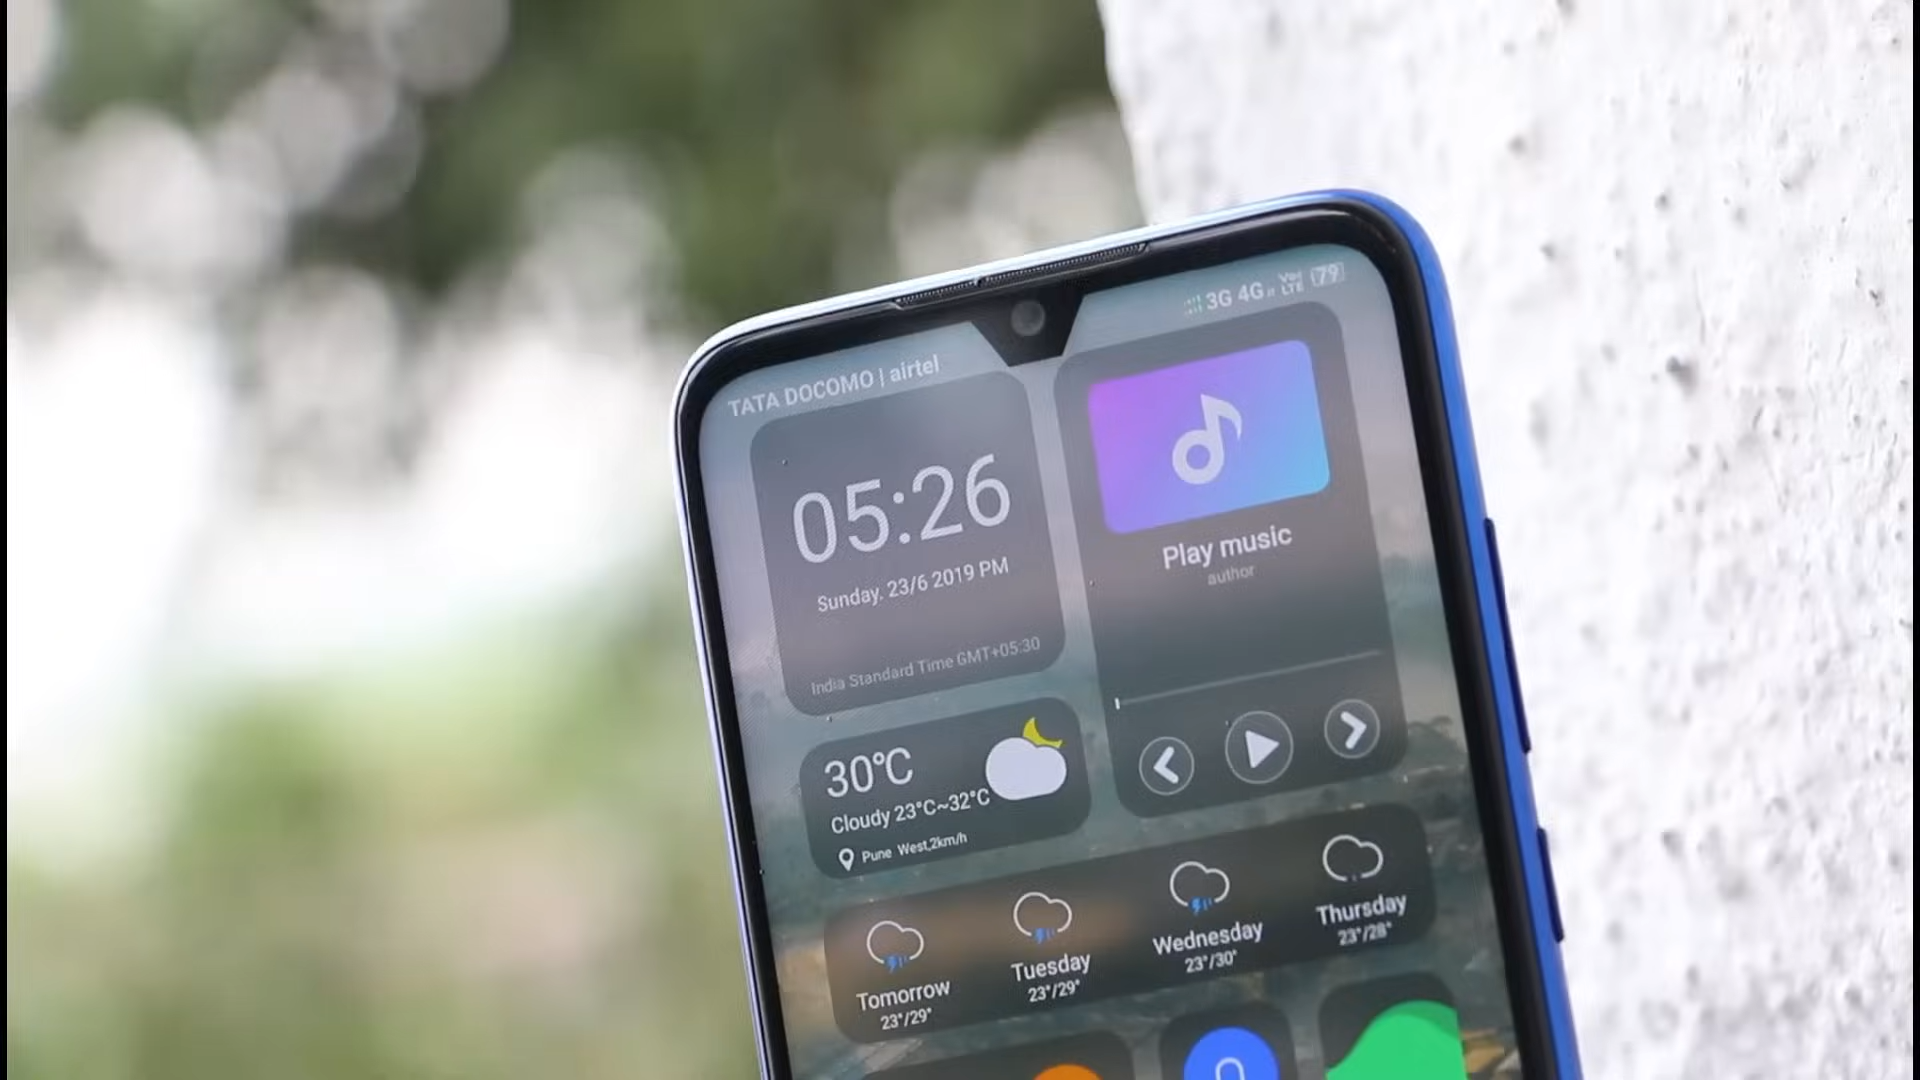 TATA DOCOMO | airtel
3G 4G Vo LTE 79
05:26
Sunday. 23/6 2019 PM
India Standard Time GMT+05:30
Play music
author
30°C
Cloudy 23°C~32°C
Pune West,2km/h
Tomorrow
23°/29°
Tuesday
23°/29°
Wednesday
23°/30°
Thursday
23°/28°